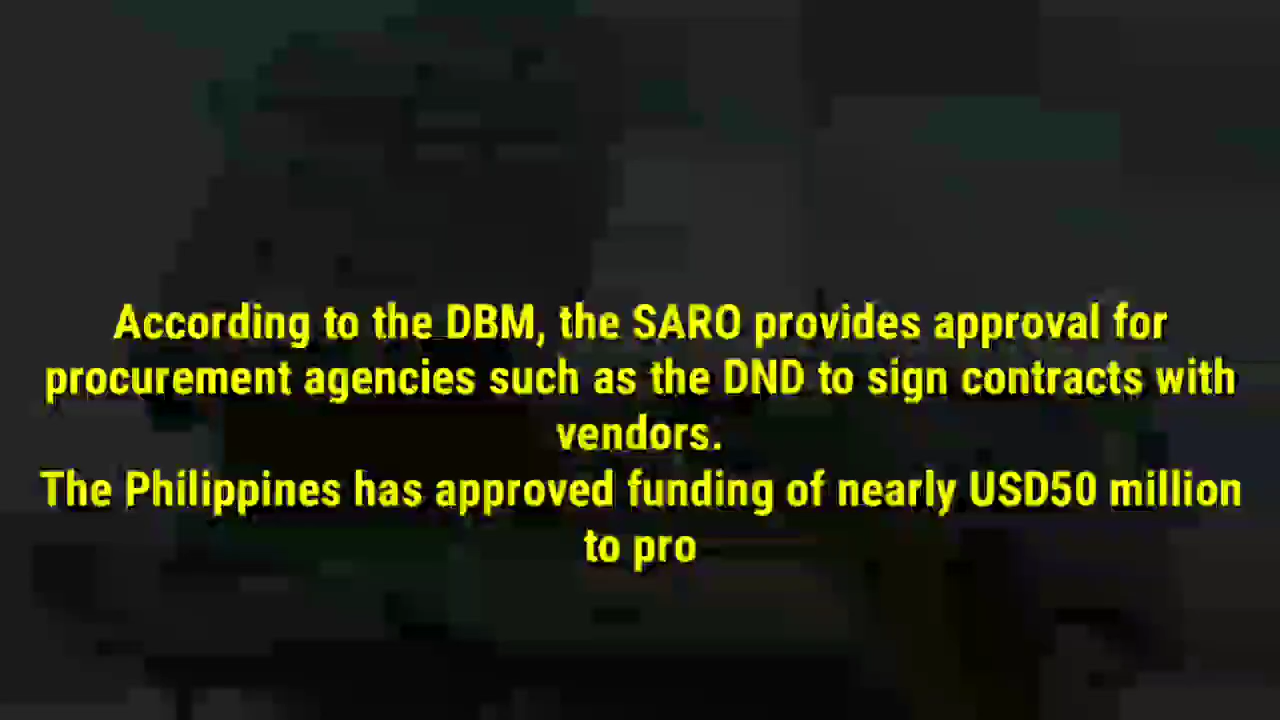 According to the DBM, the SARO provides approval for
procurement agencies such as the DND to sign contracts with
vendors.
The Philippines has approved funding of nearly USD50 million
to pro